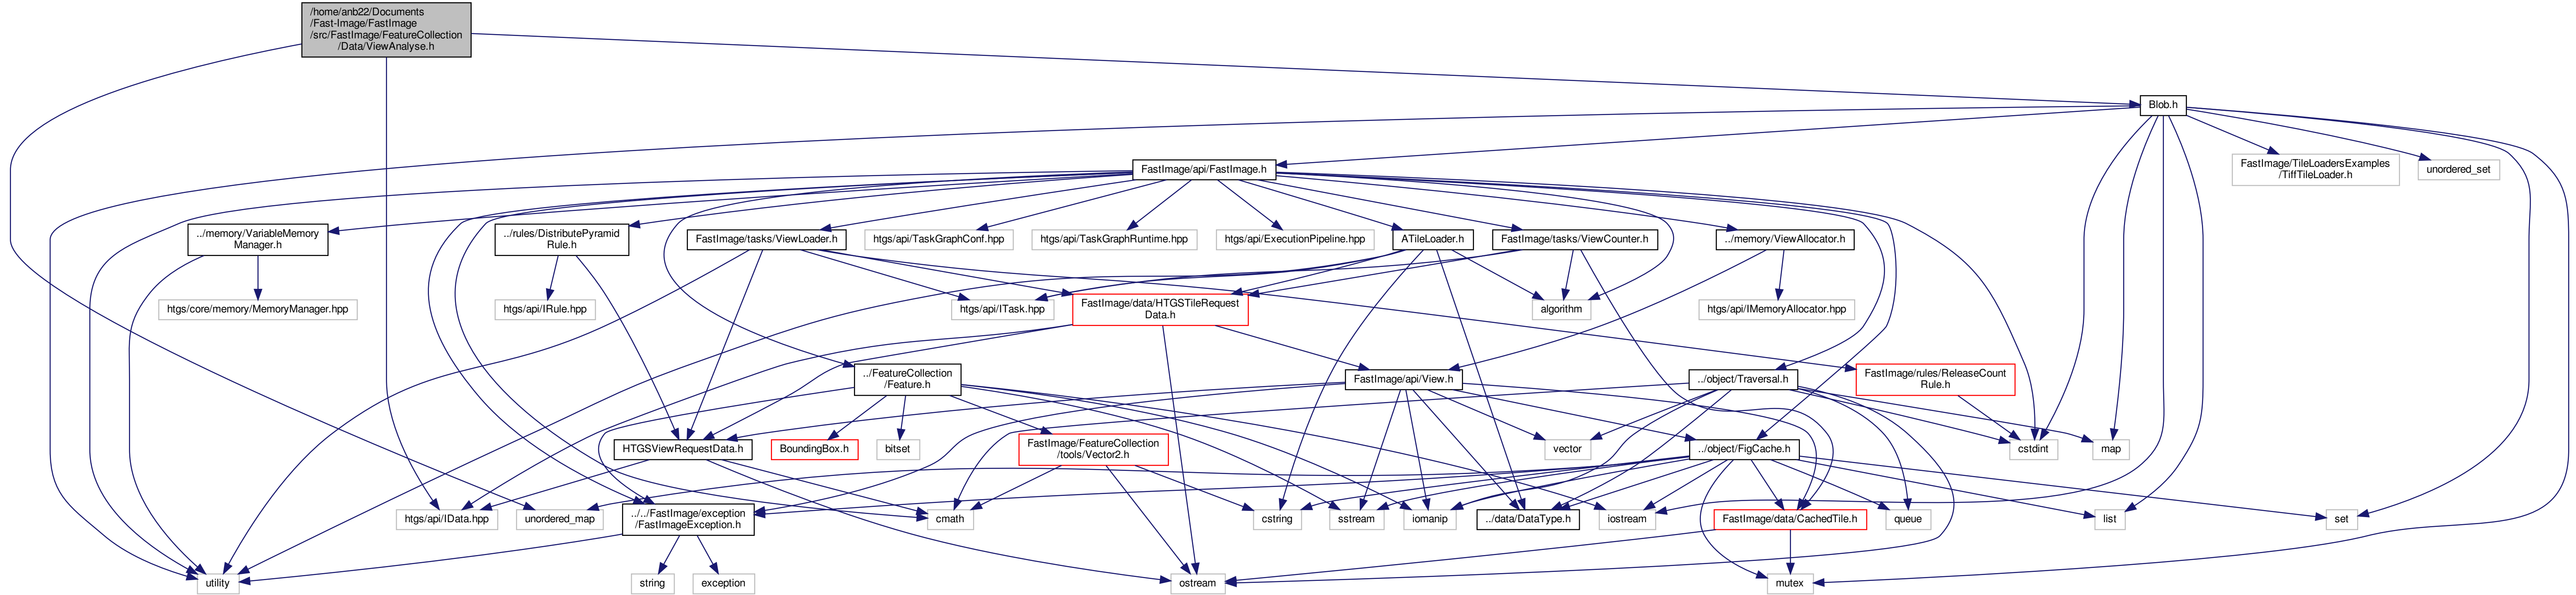 /home/anb22/Documents
/Fast-Image/FastImage
/src/FastImage/FeatureCollection
/Data/ViewAnalyse.h
Blob.h
FastImage/api/FastImage.h
FastImage/TileLoadersExamples
/TiffTileLoader.h
unordered_set
../memory/VariableMemory
Manager.h
../rules/DistributePyramid
Rule.h
FastImage/tasks/ViewLoader.h
htgs/api/TaskGraphConf.hpp
htgs/api/TaskGraphRuntime.hpp
htgs/api/ExecutionPipeline.hpp
ATileLoader.h
FastImage/tasks/ViewCounter.h
../memory/ViewAllocator.h
htgs/core/memory/MemoryManager.hpp
htgs/api/IRule.hpp
htgs/api/ITask.hpp
FastImage/data/HTGSTileRequest
Data.h
algorithm
htgs/api/IMemoryAllocator.hpp
../FeatureCollection
/Feature.h
FastImage/api/View.h
../object/Traversal.h
FastImage/rules/ReleaseCount
Rule.h
HTGSViewRequestData.h
BoundingBox.h
bitset
FastImage/FeatureCollection
/tools/Vector2.h
vector
../object/FigCache.h
cstdint
map
htgs/api/IData.hpp
unordered_map
../../FastImage/exception
/FastImageException.h
cmath
cstring
sstream
iomanip
../data/DataType.h
iostream
FastImage/data/CachedTile.h
queue
list
set
utility
string
exception
ostream
mutex